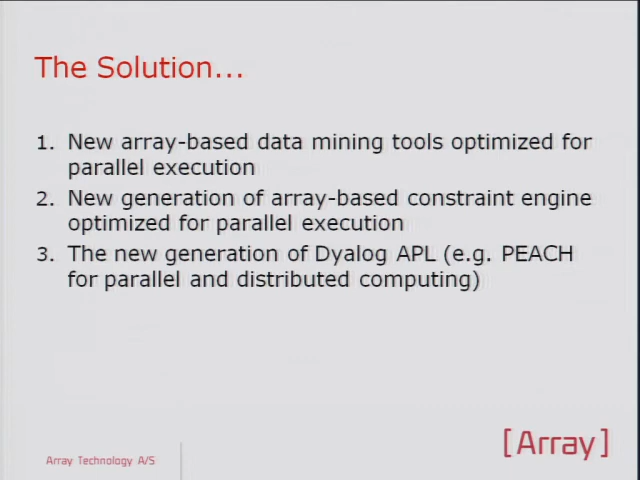 The Solution...
1. New array-based data mining tools optimized for
parallel execution
2. New generation of array-based constraint engine
optimized for parallel execution
3. The new generation of Dyalog APL (e.g. PEACH
for parallel and distributed computing)
Array Technology A/S
[Array]